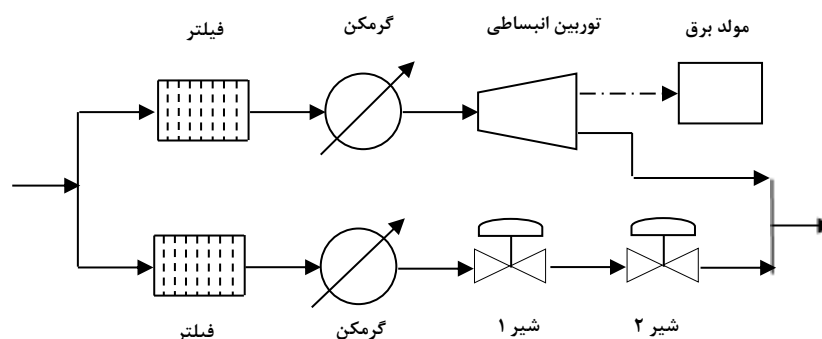 مولد برق
توربین انبساطی
گرمکن
فیلتر
شیر ۲
شیر ۱
گرمکن
فیلتر